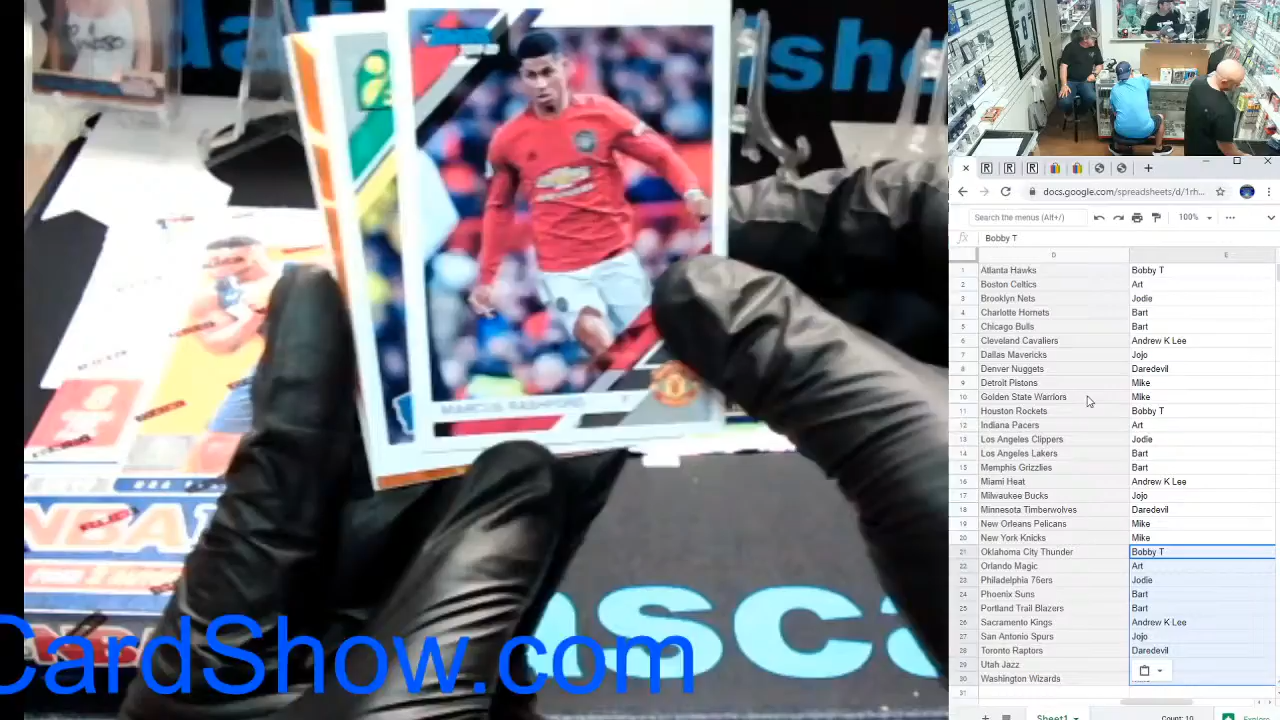 MARCUS RASHFORD
CHEVROLET
NBA
CardShow.com
docs.google.com/spreadsheets/d/1rh...
Search the menus (Alt+/)
100%
fx Bobby T
D E
1 Atlanta Hawks Bobby T
2 Boston Celtics Art
3 Brooklyn Nets Jodie
4 Charlotte Hornets Bart
5 Chicago Bulls Bart
6 Cleveland Cavaliers Andrew K Lee
7 Dallas Mavericks Jojo
8 Denver Nuggets Daredevil
9 Detroit Pistons Mike
10 Golden State Warriors Mike
11 Houston Rockets Bobby T
12 Indiana Pacers Art
13 Los Angeles Clippers Jodie
14 Los Angeles Lakers Bart
15 Memphis Grizzlies Bart
16 Miami Heat Andrew K Lee
17 Milwaukee Bucks Jojo
18 Minnesota Timberwolves Daredevil
19 New Orleans Pelicans Mike
20 New York Knicks Mike
21 Oklahoma City Thunder Bobby T
22 Orlando Magic Art
23 Philadelphia 76ers Jodie
24 Phoenix Suns Bart
25 Portland Trail Blazers Bart
26 Sacramento Kings Andrew K Lee
27 San Antonio Spurs Jojo
28 Toronto Raptors Daredevil
29 Utah Jazz
30 Washington Wizards
31
Sheet1
Count: 10
Explore